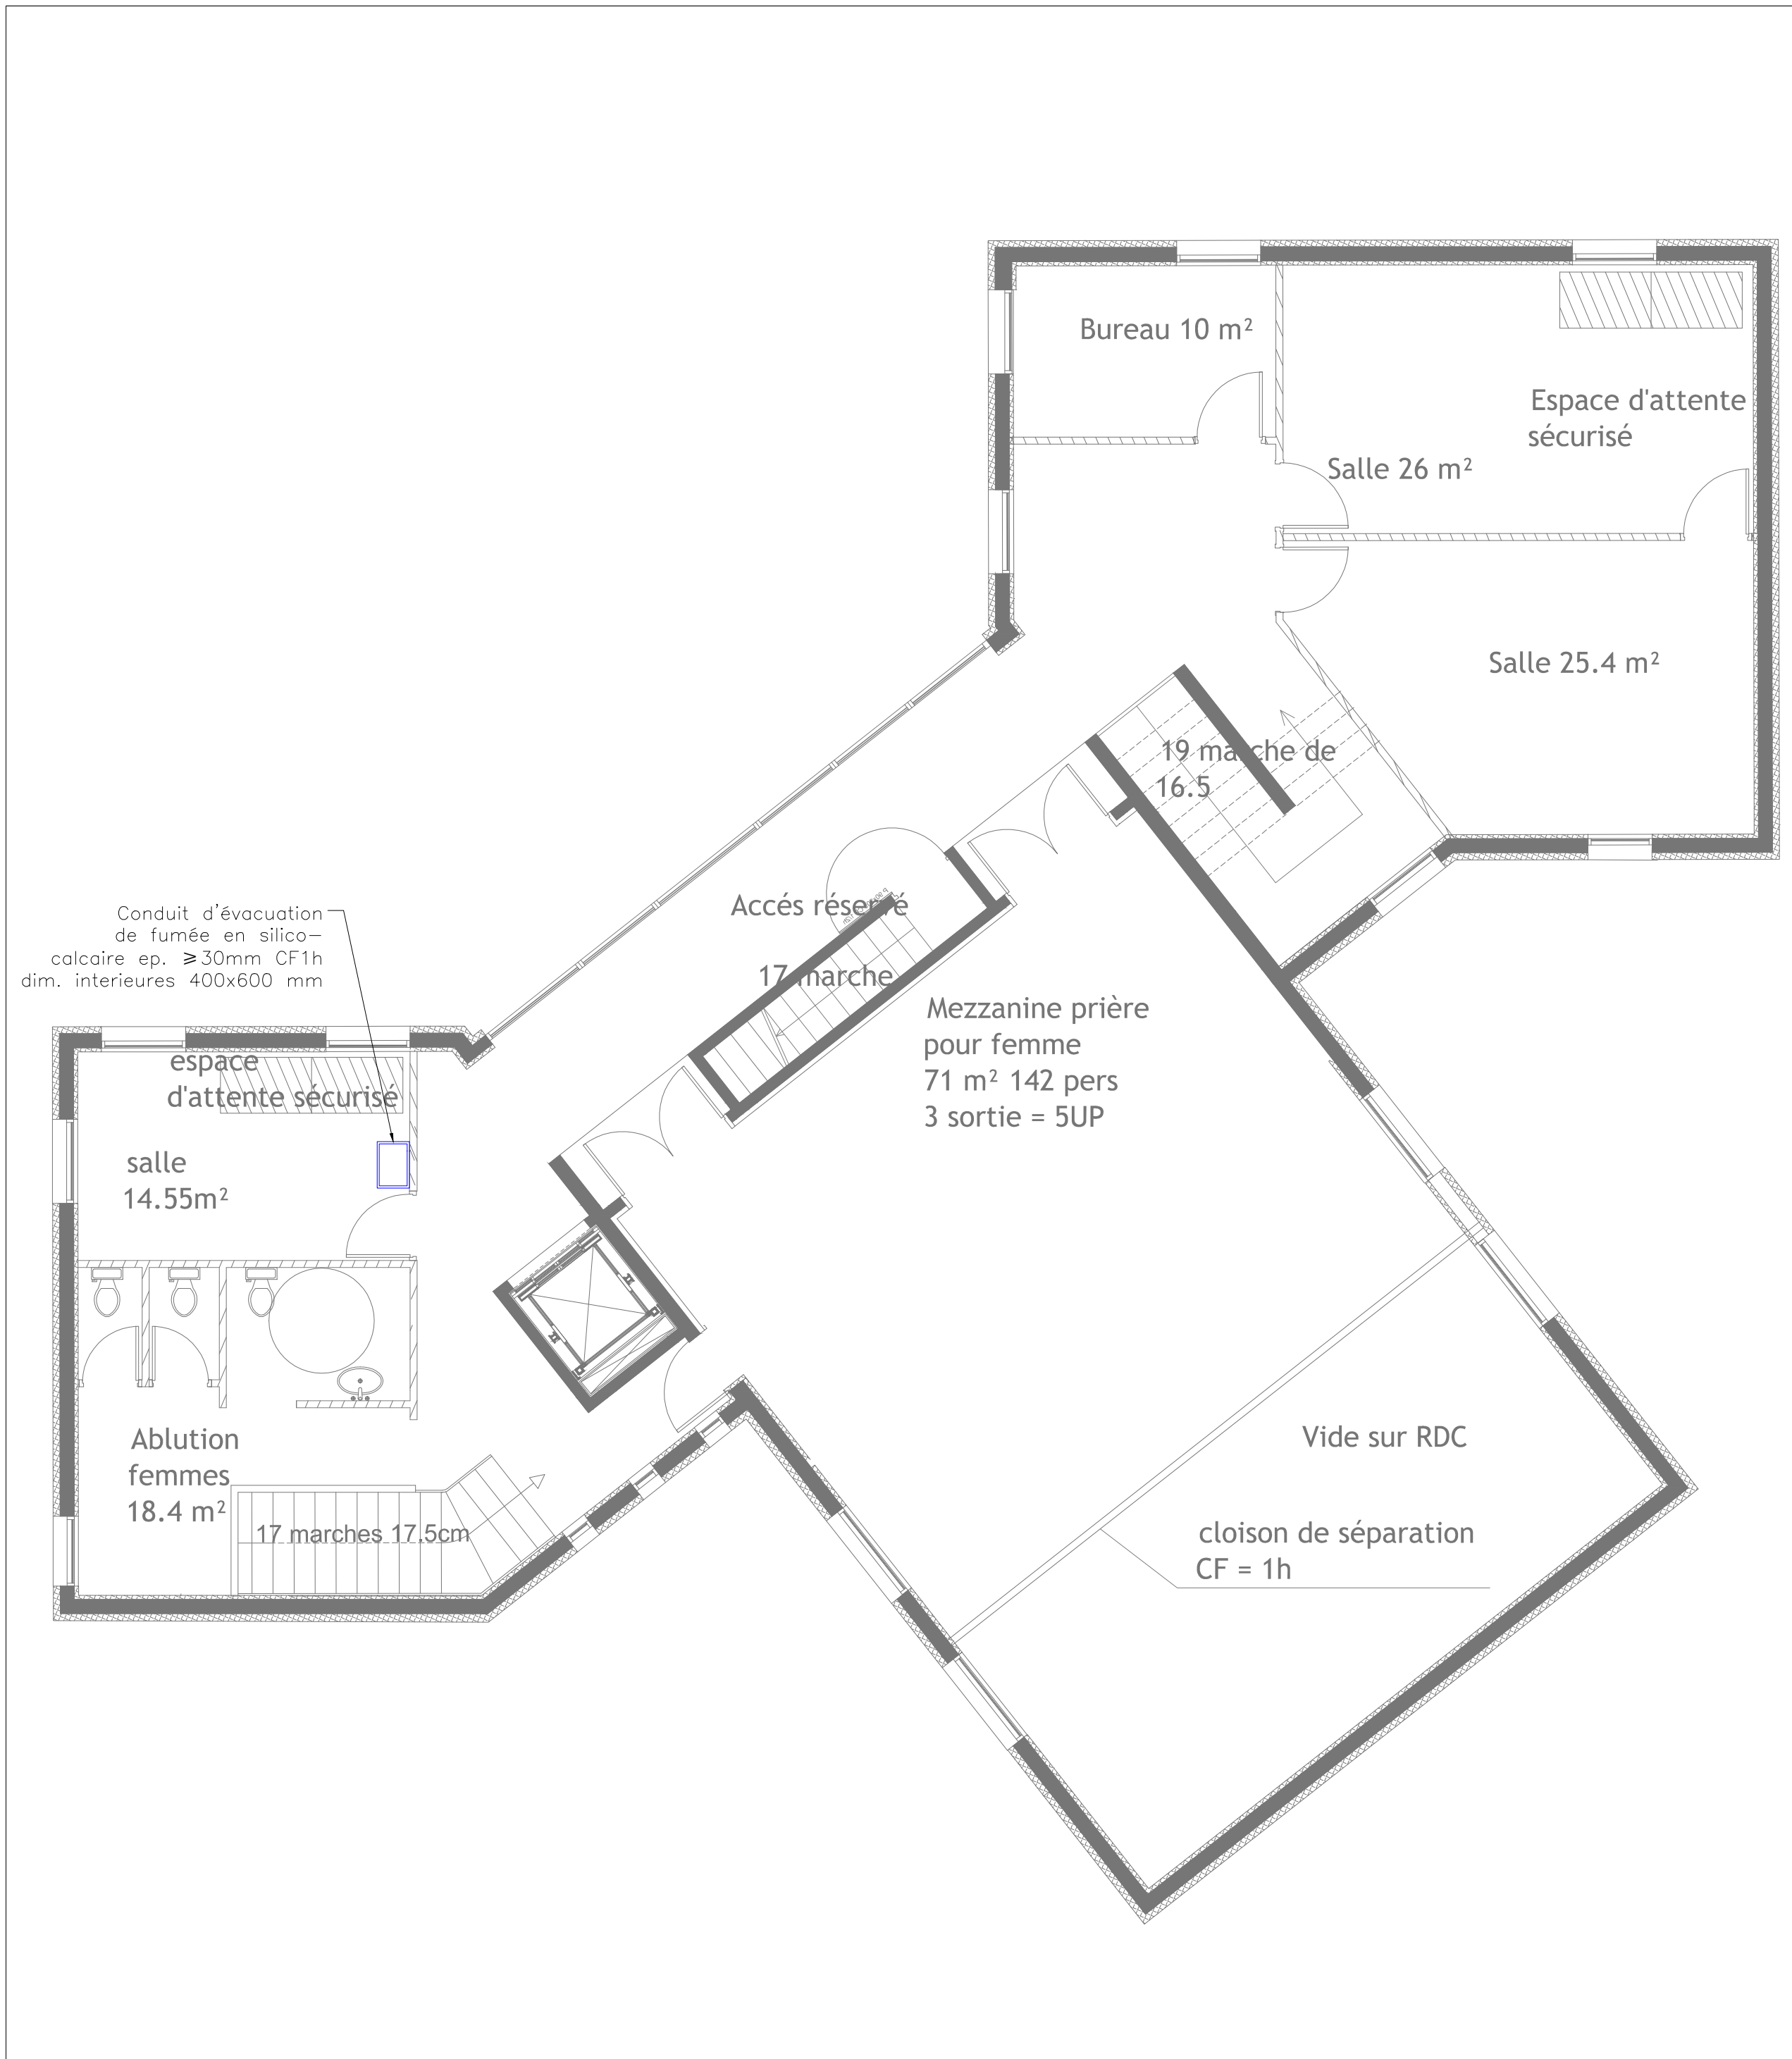 Bureau 10 m²
Espace d'attente
sécurisé
Salle 26 m²
Salle 25.4 m²
19 marche de
16.5
Accés réservé
17 marche
Conduit d'évacuation
de fumée en silico-
calcaire ep. ⩾30mm CF1h
dim. interieures 400x600 mm
Mezzanine prière
pour femme
71 m² 142 pers
3 sortie = 5UP
espace
d'attente sécurisé
salle
14.55m²
Ablution
femmes
18.4 m²
17 marches 17.5cm
Vide sur RDC
cloison de séparation
CF = 1h